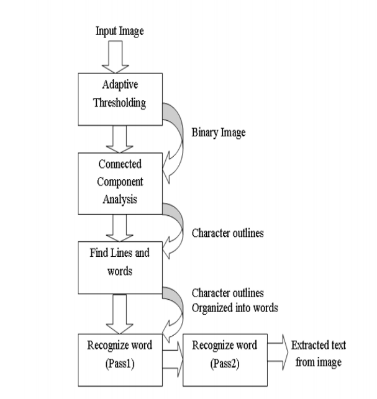 Input Image
Adaptive
Thresholding
Binary Image
Connected
Component
Analysis
Character outlines
Find Lines and
words
Character outlines
Organized into words
Recognize word
(Pass1)
Recognize word
(Pass2)
Extracted text
from image